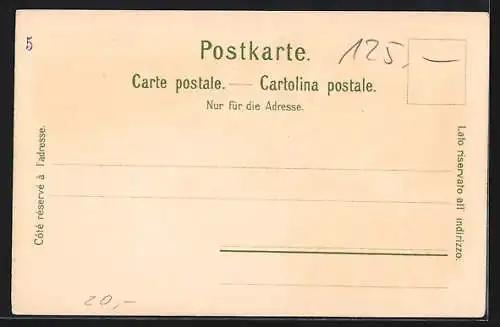 5
Postkarte.
125,—
Carte postale. — Cartolina postale.
Nur für die Adresse.
Côté réservé à l'adresse.
Lato riservato all' indirizzo.
20,-